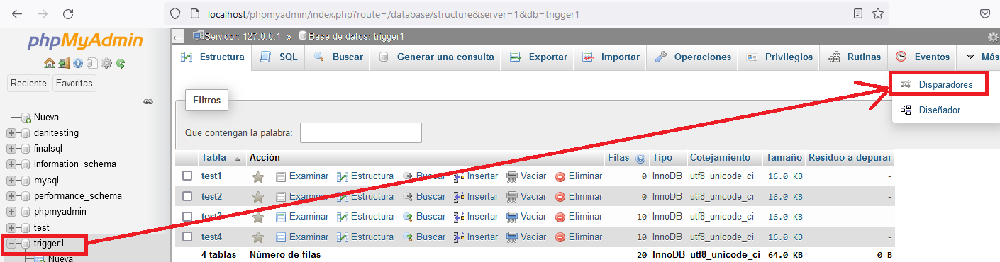 localhost/phpmyadmin/index.php?route=/database/structure&server=1&db=trigger1
phpMyAdmin
Reciente Favoritas
Nueva
danitesting
finalsql
information_schema
mysql
performance_schema
phpmyadmin
test
trigger1
Nueva
Servidor: 127.0.0.1 » Base de datos: trigger1
Estructura SQL Buscar Generar una consulta Exportar Importar Operaciones Privilegios Rutinas Eventos Más
Disparadores
Diseñador
Filtros
Que contengan la palabra:
Tabla Acción Filas Tipo Cotejamiento Tamaño Residuo a depurar
test1 Examinar Estructura Buscar Insertar Vaciar Eliminar 0 InnoDB utf8_unicode_ci 16.0 KB -
test2 Examinar Estructura Buscar Insertar Vaciar Eliminar 0 InnoDB utf8_unicode_ci 16.0 KB -
test3 Examinar Estructura Buscar Insertar Vaciar Eliminar 10 InnoDB utf8_unicode_ci 16.0 KB -
test4 Examinar Estructura Buscar Insertar Vaciar Eliminar 10 InnoDB utf8_unicode_ci 16.0 KB -
4 tablas Número de filas 20 InnoDB utf8_unicode_ci 64.0 KB 0 B